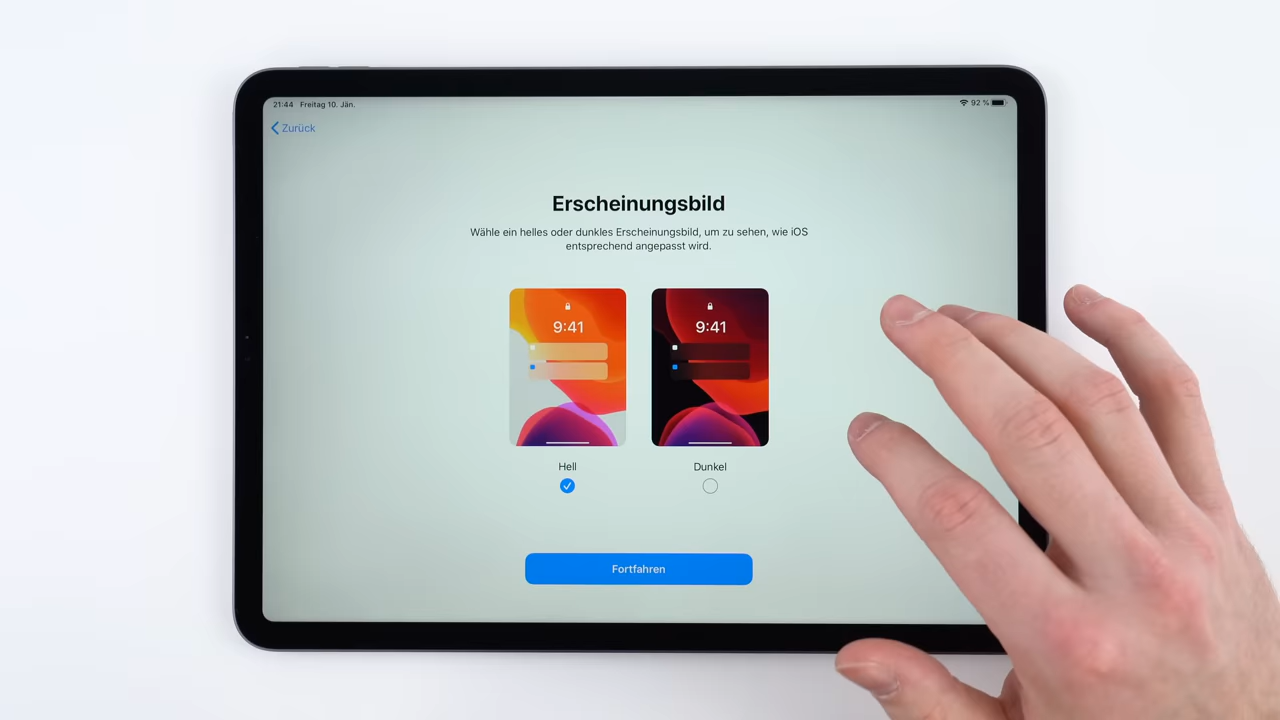 21:44 Freitag 10. Jän.
92 %
Zurück
Erscheinungsbild
Wähle ein helles oder dunkles Erscheinungsbild, um zu sehen, wie iOS
entsprechend angepasst wird.
9:41
9:41
Hell
Dunkel
Fortfahren